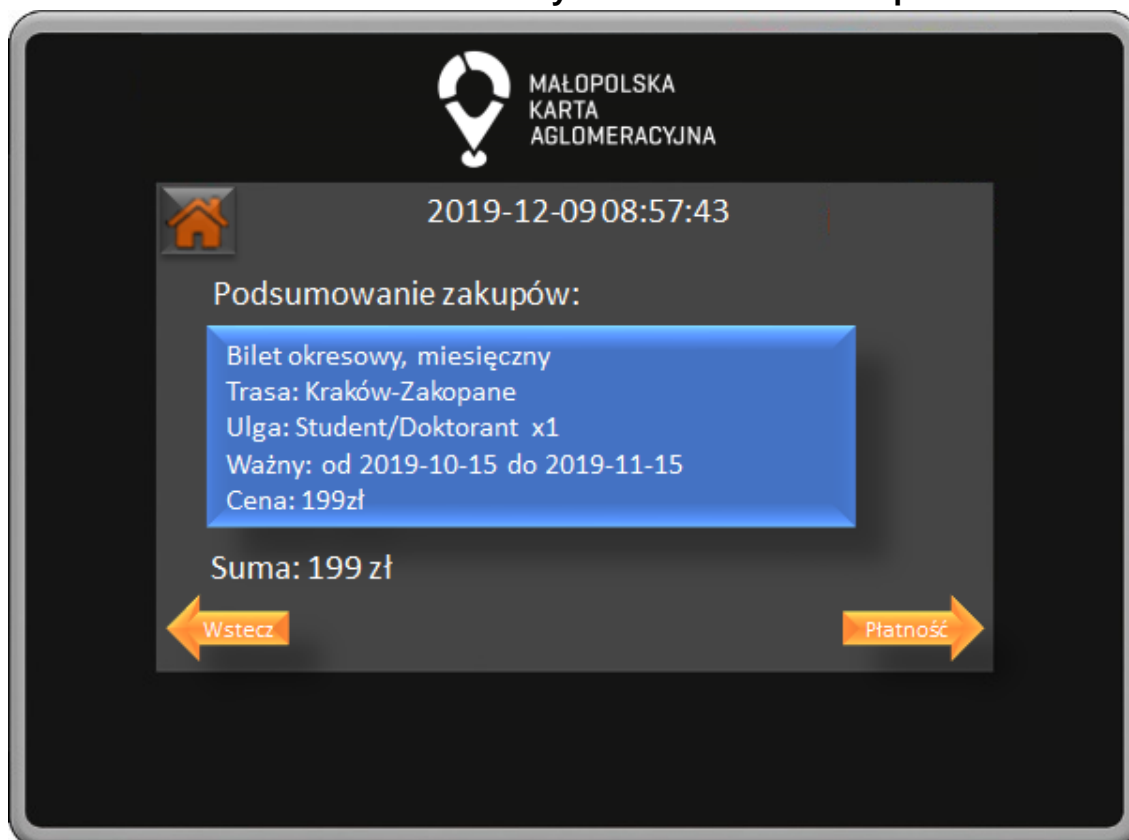 MAŁOPOLSKA
KARTA
AGLOMERACYJNA
2019-12-09 08:57:43
Podsumowanie zakupów:
Bilet okresowy, miesięczny
Trasa: Kraków-Zakopane
Ulga: Student/Doktorant x1
Ważny: od 2019-10-15 do 2019-11-15
Cena: 199zł
Suma: 199 zł
Wstecz
Płatność